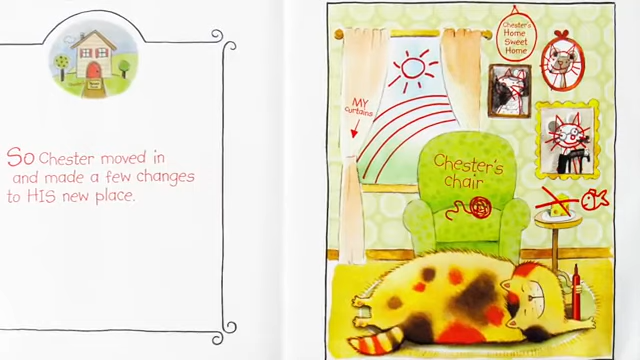 So Chester moved in
and made a few changes
to HIS new place.
Chester's
Home
Sweet
Home
MY
curtains
Chester's
chair